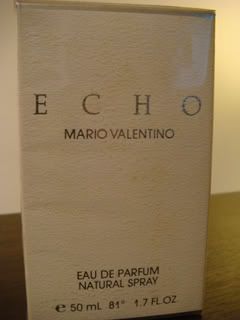 ECHO
MARIO VALENTINO
EAU DE PARFUM
NATURAL SPRAY
e 50 mL 81° 1.7 FL.OZ